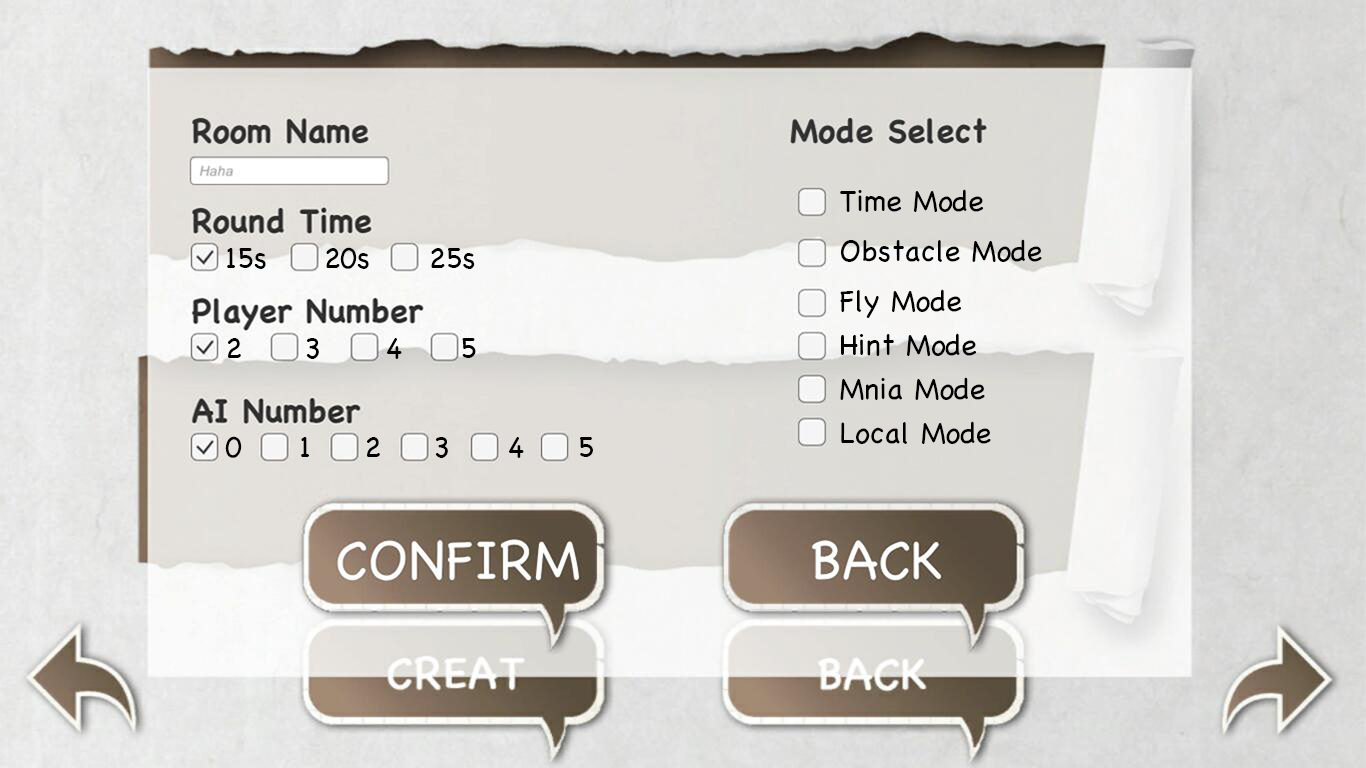 Room Name
Haha
Round Time
15s 20s 25s
Player Number
2 3 4 5
AI Number
0 1 2 3 4 5
Mode Select
Time Mode
Obstacle Mode
Fly Mode
Hint Mode
Mnia Mode
Local Mode
CONFIRM BACK
CREAT BACK